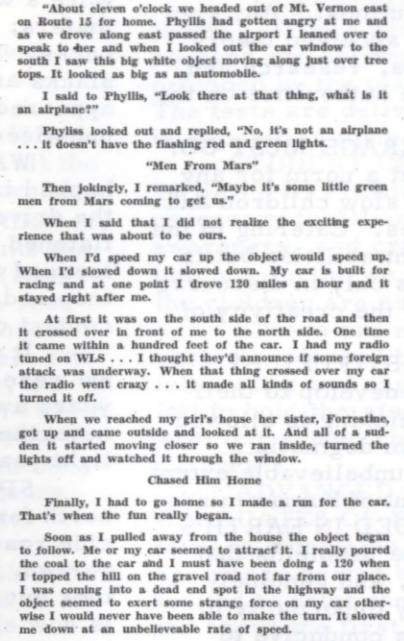 "About eleven o'clock we headed out of Mt. Vernon east
on Route 15 for home. Phyllis had gotten angry at me and
as we drove along east passed the airport I leaned over to
speak to her and when I looked out the car window to the
south I saw this big white object moving along just over tree
tops. It looked as big as an automobile.
I said to Phyllis, "Look there at that thing, what is it
an airplane?"
Phyliss looked out and replied, "No, it's not an airplane
... it doesn't have the flashing red and green lights.
"Men From Mars"
Then jokingly, I remarked, "Maybe it's some little green
men from Mars coming to get us."
When I said that I did not realize the exciting expe-
rience that was about to be ours.
When I'd speed my car up the object would speed up.
When I'd slowed down it slowed down. My car is built for
racing and at one point I drove 120 miles an hour and it
stayed right after me.
At first it was on the south side of the road and then
it crossed over in front of me to the north side. One time
it came within a hundred feet of the car. I had my radio
tuned on WLS ... I thought they'd announce if some foreign
attack was underway. When that thing crossed over my car
the radio went crazy ... it made all kinds of sounds so I
turned it off.
When we reached my girl's house her sister, Forrestine,
got up and came outside and looked at it. And all of a sud-
den it started moving closer so we ran inside, turned the
lights off and watched it through the window.
Chased Him Home
Finally, I had to go home so I made a run for the car.
That's when the fun really began.
Soon as I pulled away from the house the object began
to follow. Me or my car seemed to attract it. I really poured
the coal to the car and I must have been doing a 120 when
I topped the hill on the gravel road not far from our place.
I was coming into a dead end spot in the highway and the
object seemed to exert some strange force on my car other-
wise I would never have been able to make the turn. It slowed
me down at an unbelieveable rate of speed.